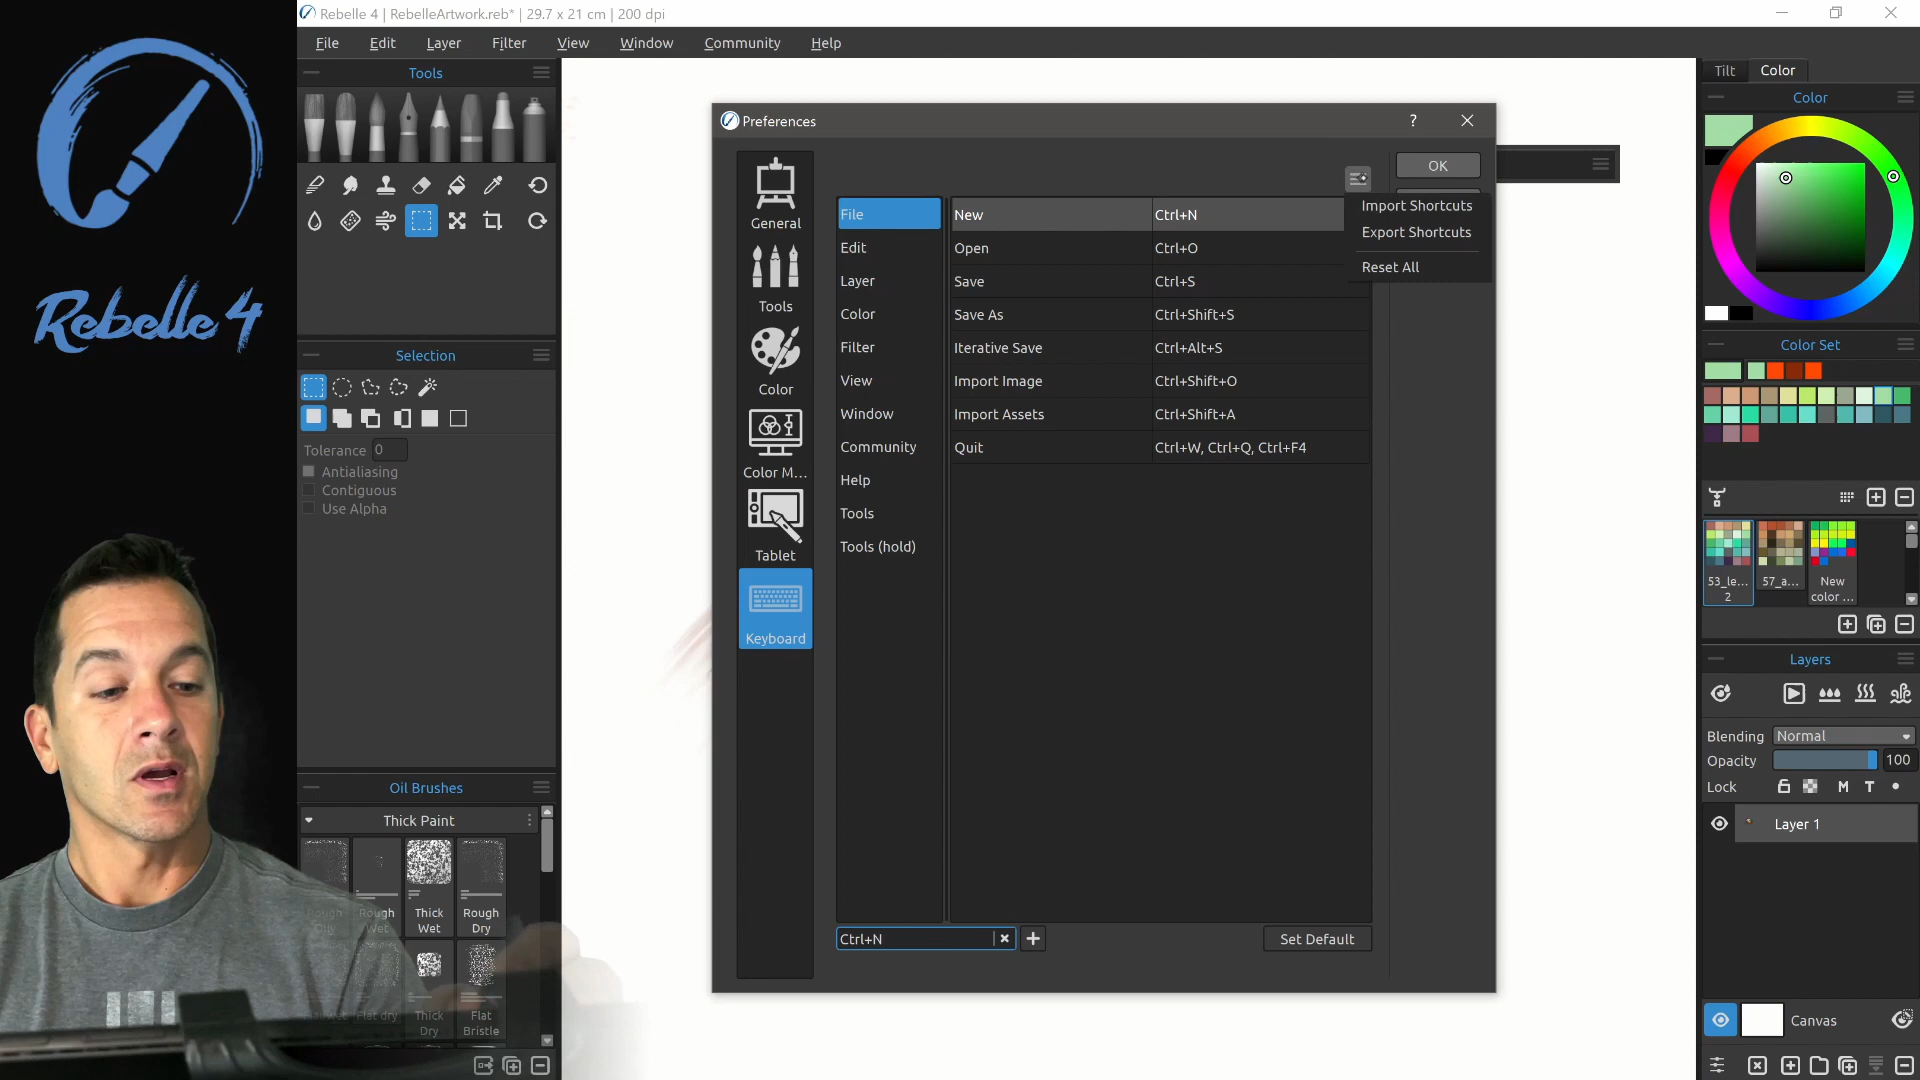 Rebelle 4 | RebelleArtwork.reb* | 29.7 x 21 cm | 200 dpi
File Edit Layer Filter View Window Community Help
Tools
Rebelle 4
Selection
Tolerance 0
Antialiasing
Contiguous
Use Alpha
Oil Brushes
Thick Paint
Rough Wet
Thick Wet
Rough Dry
Flat dry
Thick Dry
Flat Bristle
Preferences
? 
OK
General
Tools
Color
Color M...
Tablet
Keyboard
File
Edit
Layer
Color
Filter
View
Window
Community
Help
Tools
Tools (hold)
New Ctrl+N
Open Ctrl+O
Save Ctrl+S
Save As Ctrl+Shift+S
Iterative Save Ctrl+Alt+S
Import Image Ctrl+Shift+O
Import Assets Ctrl+Shift+A
Quit Ctrl+W, Ctrl+Q, Ctrl+F4
Import Shortcuts
Export Shortcuts
Reset All
Ctrl+N
Set Default
Tilt Color
Color
Color Set
53_le... 2
57_a...
New color ...
Layers
Blending Normal
Opacity 100
Lock M T
Layer 1
Canvas